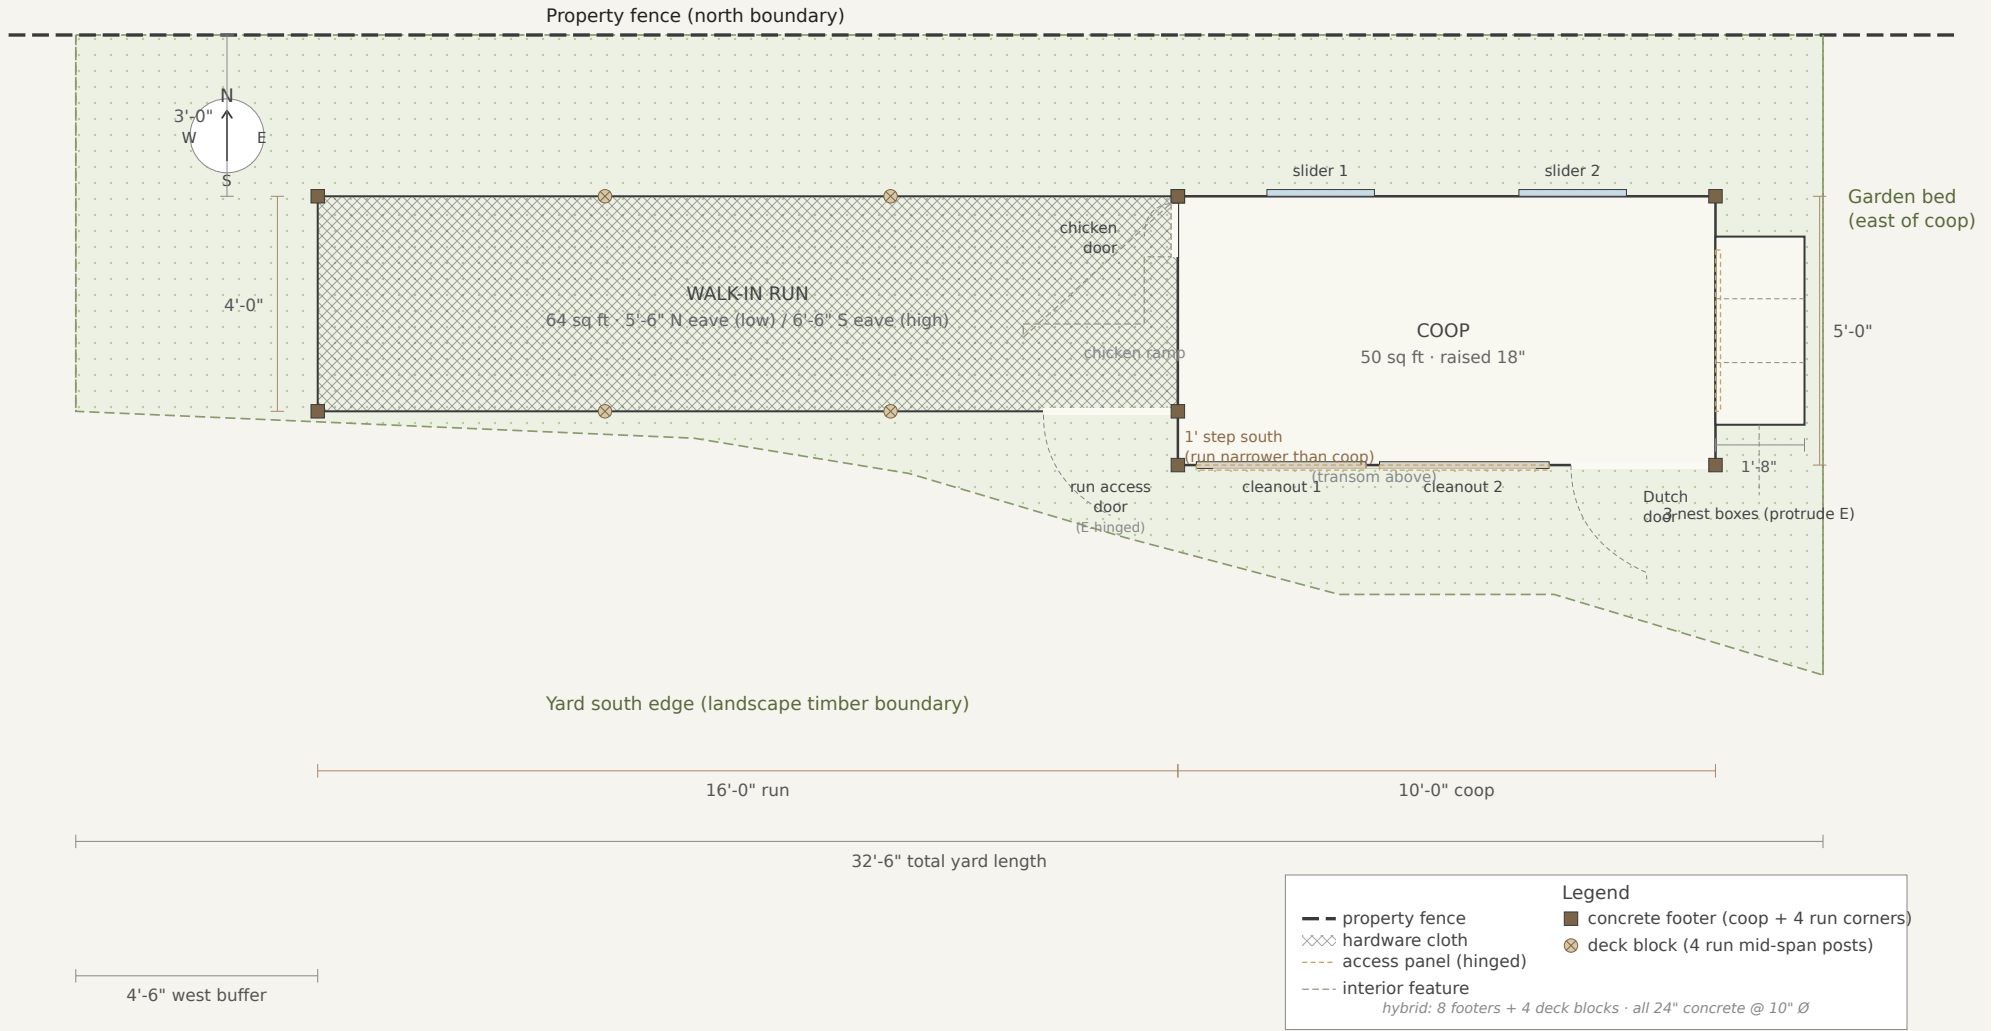 Property fence (north boundary)
N
3'-0"
W
E
S
slider 1
slider 2
Garden bed
(east of coop)
chicken
door
4'-0"
WALK-IN RUN
64 sq ft · 5'-6" N eave (low) / 6'-6" S eave (high)
chicken ramp
COOP
50 sq ft · raised 18"
5'-0"
1' step south
(run narrower than coop)
(transom above)
1'-8"
run access
door
(E-hinged)
cleanout 1
cleanout 2
Dutch
door
3 nest boxes (protrude E)
Yard south edge (landscape timber boundary)
16'-0" run
10'-0" coop
32'-6" total yard length
4'-6" west buffer
Legend
property fence
hardware cloth
access panel (hinged)
interior feature
concrete footer (coop + 4 run corners)
deck block (4 run mid-span posts)
hybrid: 8 footers + 4 deck blocks · all 24" concrete @ 10" Ø